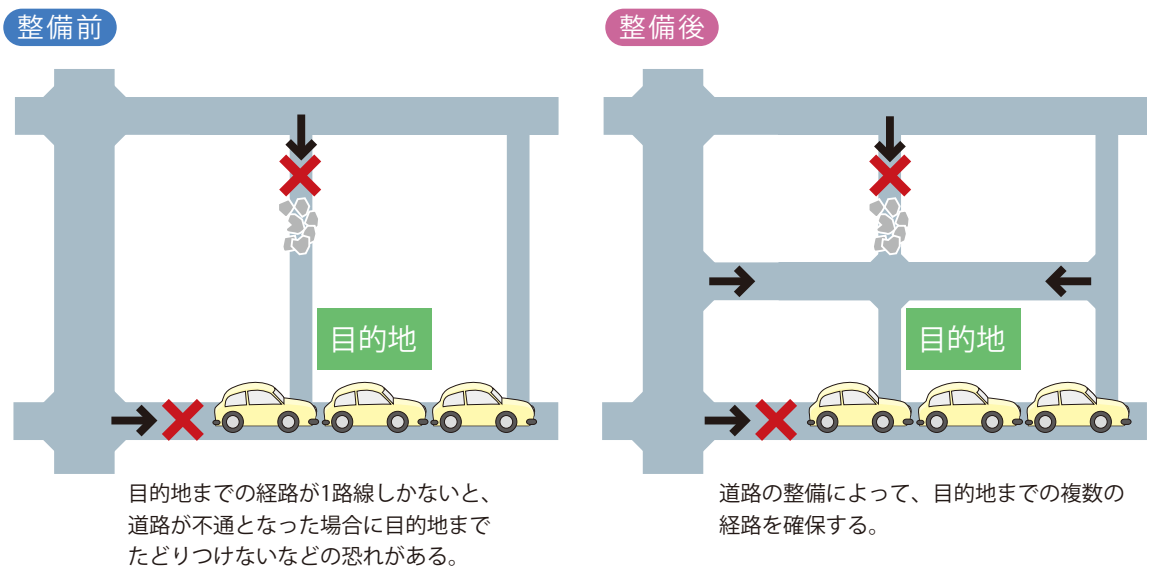 整備前
目的地
目的地までの経路が1路線しかないと、
道路が不通となった場合に目的地まで
たどりつけないなどの恐れがある。
整備後
目的地
道路の整備によって、目的地までの複数の
経路を確保する。